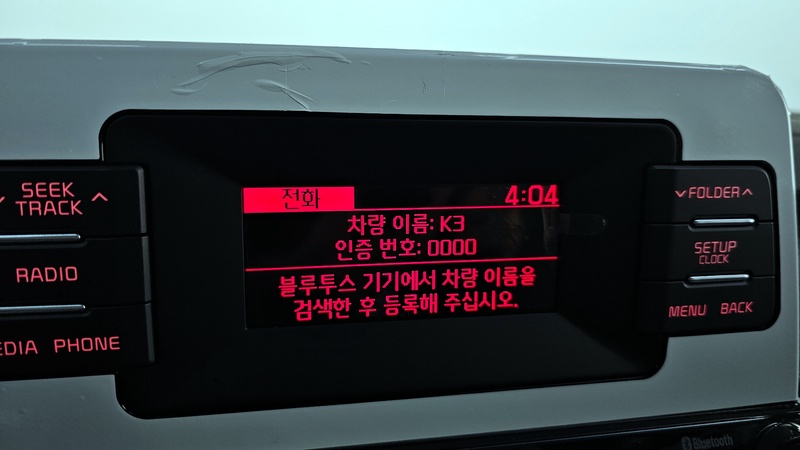 SEEK
TRACK
RADIO
PHONE
전화
4:04
차량 이름: K3
인증 번호: 0000
블루투스 기기에서 차량 이름을
검색한 후 등록해 주십시오.
FOLDER
SETUP
CLOCK
MENU BACK
Bluetooth